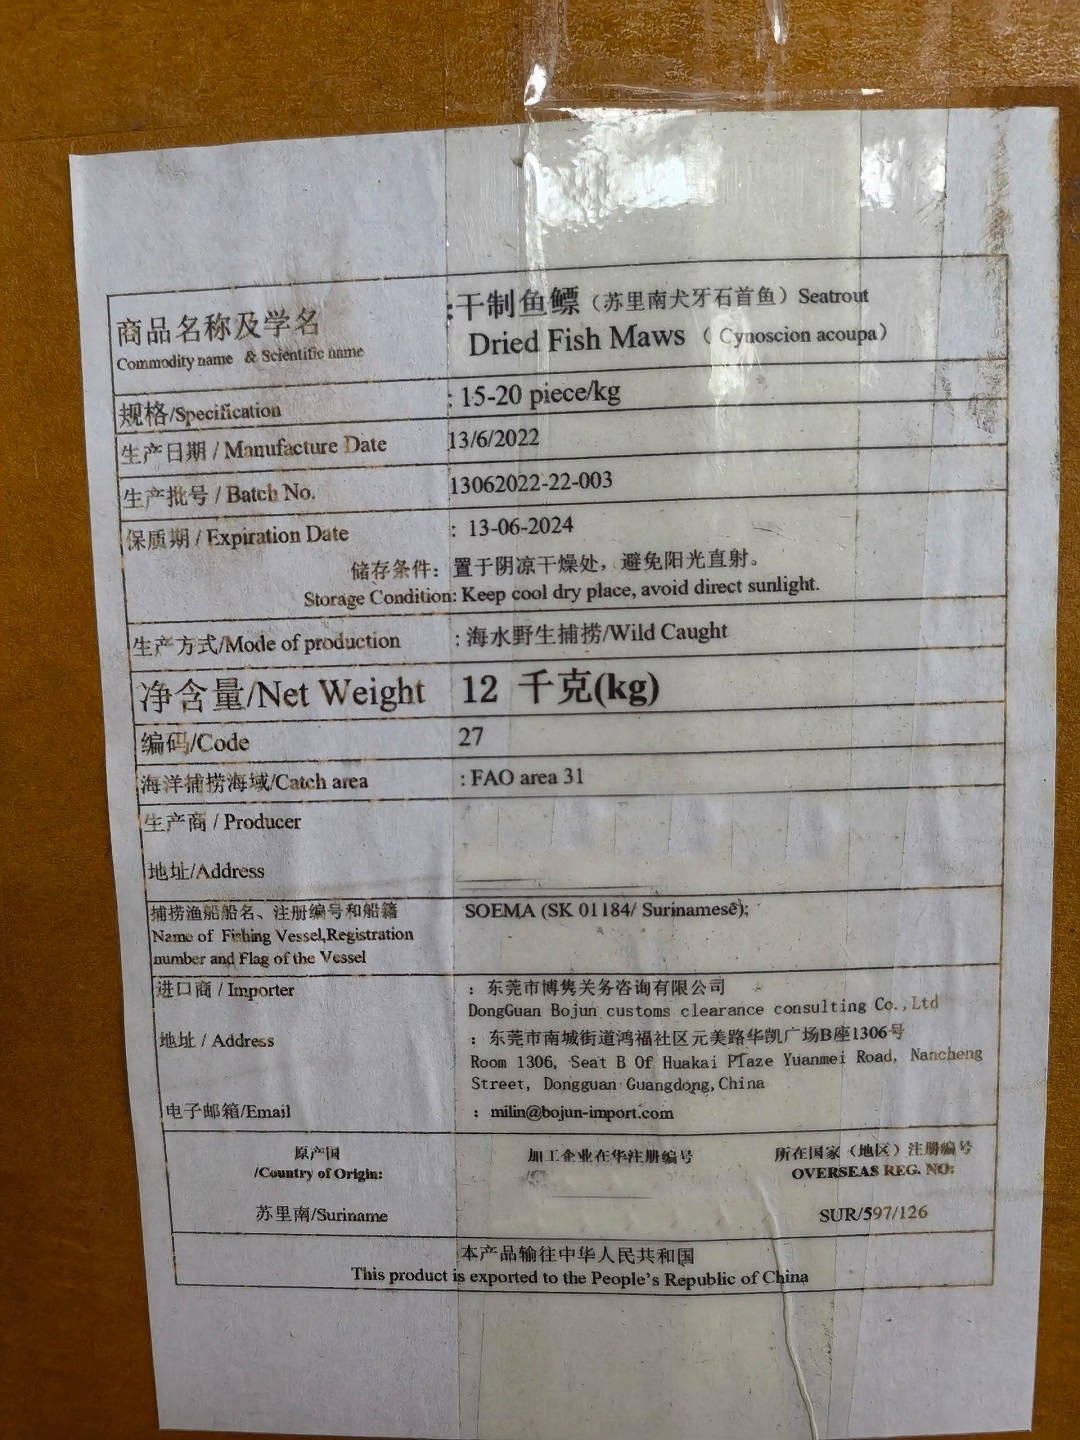 商品名称及学名 :干制鱼鳔（苏里南犬牙石首鱼）Seatrout
Commodity name & Scientific name Dried Fish Maws （Cynoscion acoupa）
规格/Specification : 15-20 piece/kg
生产日期 / Manufacture Date 13/6/2022
生产批号 / Batch No. 13062022-22-003
保质期 / Expiration Date : 13-06-2024
储存条件：置于阴凉干燥处，避免阳光直射。
Storage Condition: Keep cool dry place, avoid direct sunlight.
生产方式/Mode of production : 海水野生捕捞/Wild Caught
净含量/Net Weight 12 千克(kg)
编码/Code 27
海洋捕捞海域/Catch area : FAO area 31
生产商 / Producer
地址/Address
捕捞渔船船名、注册编号和船籍 SOEMA (SK 01184/ Surinamese);
Name of Fishing Vessel,Registration
number and Flag of the Vessel
进口商 / Importer ：东莞市博隽关务咨询有限公司
DongGuan Bojun customs clearance consulting Co.,Ltd
地址 / Address ：东莞市南城街道鸿福社区元美路华凯广场B座1306号
Room 1306, Seat B Of Huakai Plaze Yuanmei Road, Nancheng
Street, Dongguan Guangdong,China
电子邮箱/Email ：milin@bojun-import.com
原产国 加工企业在华注册编号 所在国家（地区）注册编号
/Country of Origin: OVERSEAS REG. NO:
苏里南/Suriname SUR/597/126
本产品输往中华人民共和国
This product is exported to the People's Republic of China